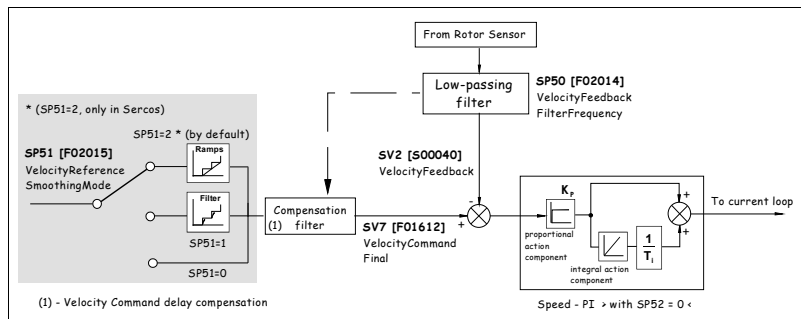 From Rotor Sensor
Low-passing
filter
SP50 [F02014]
VelocityFeedback
FilterFrequency
* (SP51=2, only in Sercos)
SP51=2 * (by default)
SP51 [F02015]
VelocityReference
SmoothingMode
Ramps
Filter
SP51=1
SP51=0
SV2 [S00040]
VelocityFeedback
Compensation
(1) filter
SV7 [F01612]
VelocityCommand
Final
-
+
K P
proportional
action
component
integral action
component
1
T i
+
+
To current loop
(1) - Velocity Command delay compensation
Speed - PI > with SP52 = 0 <